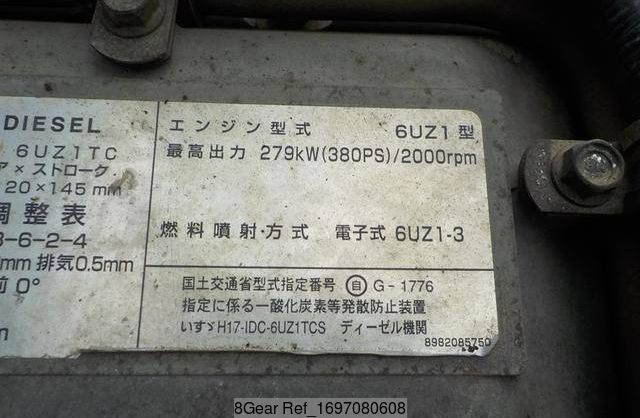 DIESEL
6UZ1TC
ア × ストローク
20 × 145 mm
調 整 表
-6-2-4
mm 排気0.5mm
前 0°
エンジン型式 6UZ1型
最高出力 279kW(380PS)/2000rpm
燃料噴射・方式 電子式 6UZ1-3
国土交通省型式指定番号 自 G-1776
指定に係る一酸化炭素等発散防止装置
いすゞH17-IDC-6UZ1TCS ディーゼル機関
8982085750
8Gear Ref_1697080608